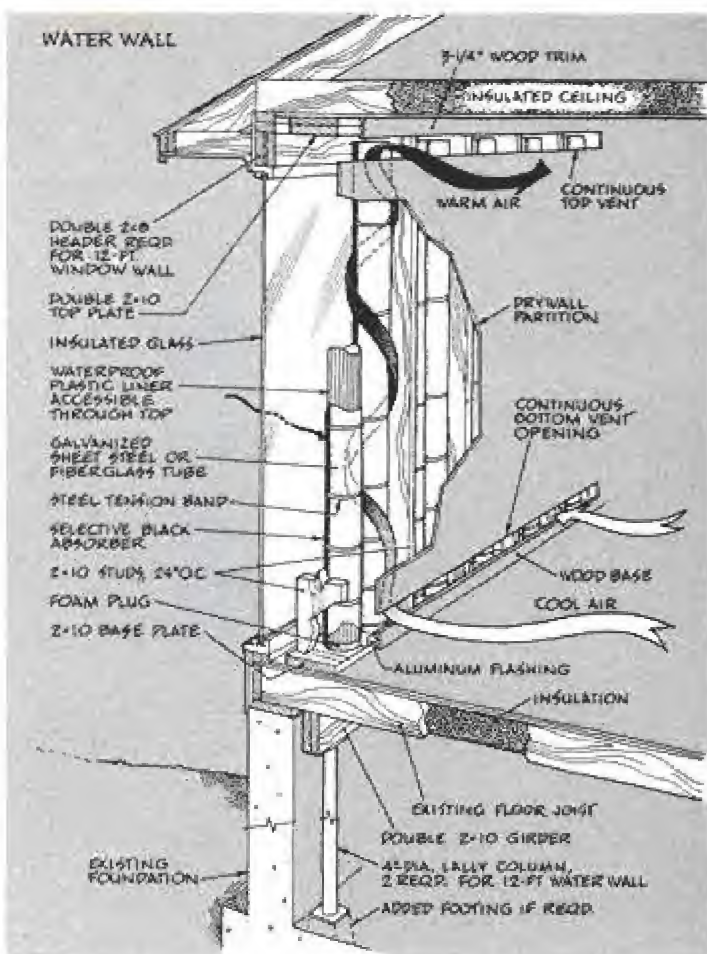 WATER WALL
3-1/4" WOOD TRIM
INSULATED CEILING
WARM AIR
CONTINUOUS
TOP VENT
DOUBLE 2×8
HEADER REQD
FOR 12-FT.
WINDOW WALL
DOUBLE 2×10
TOP PLATE
INSULATED GLASS
WATERPROOF
PLASTIC LINER
ACCESSIBLE
THROUGH TOP
GALVANIZED
SHEET STEEL OR
FIBERGLASS TUBE
STEEL TENSION BAND
SELECTIVE BLACK
ABSORBER
2×10 STUDS, 24" O.C.
FOAM PLUG
2×10 BASE PLATE
DRYWALL
PARTITION
CONTINUOUS
BOTTOM VENT
OPENING
WOOD BASE
COOL AIR
ALUMINUM FLASHING
INSULATION
EXISTING FLOOR JOIST
DOUBLE 2×10 GIRDER
4" DIA. LALLY COLUMN,
2 REQD. FOR 12-FT WATER WALL
ADDED FOOTING IF REQD.
EXISTING
FOUNDATION